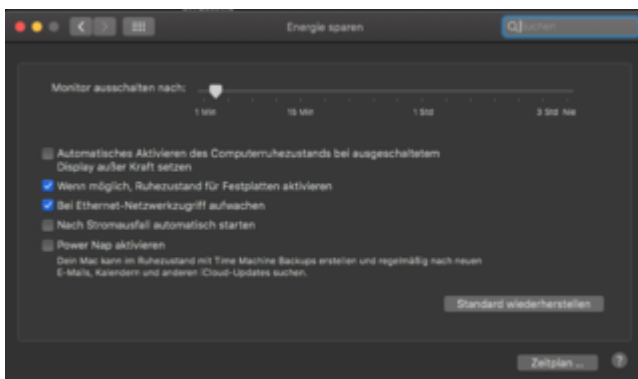 Energie sparen
Suchen
Monitor ausschalten nach:
1 Min 15 Min 1 Std 3 Std Nie
Automatisches Aktivieren des Computerruhezustands bei ausgeschaltetem
Display außer Kraft setzen
Wenn möglich, Ruhezustand für Festplatten aktivieren
Bei Ethernet-Netzwerkzugriff aufwachen
Nach Stromausfall automatisch starten
Power Nap aktivieren
Dein Mac kann im Ruhezustand mit Time Machine Backups erstellen und regelmäßig nach neuen
E-Mails, Kalendern und anderen iCloud-Updates suchen.
Standard wiederherstellen
Zeitplan ...
?